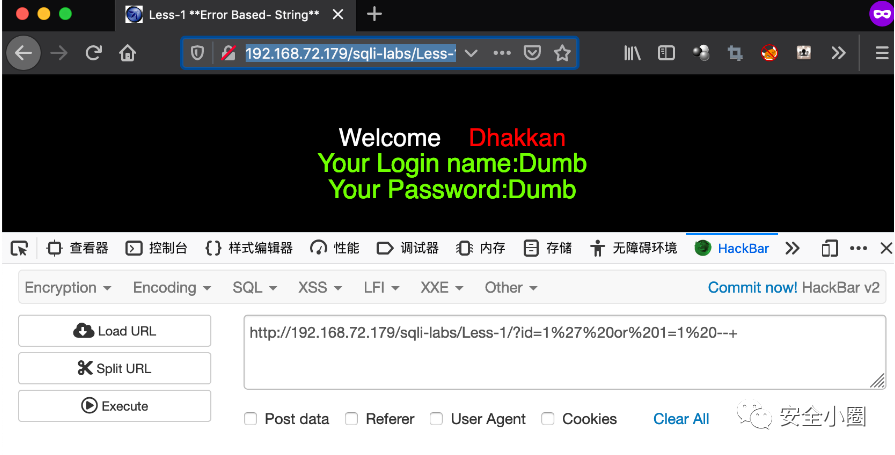 Less-1 **Error Based- String**
192.168.72.179/sqli-labs/Less-
Welcome Dhakkan
Your Login name:Dumb
Your Password:Dumb
查看器 控制台 样式编辑器 性能 调试器 内存 存储 无障碍环境 HackBar
Encryption Encoding SQL XSS LFI XXE Other Commit now! HackBar v2
Load URL
http://192.168.72.179/sqli-labs/Less-1/?id=1%27%20or%201=1%20--+
Split URL
Execute
Post data Referer User Agent Cookies Clear All
安全小圈